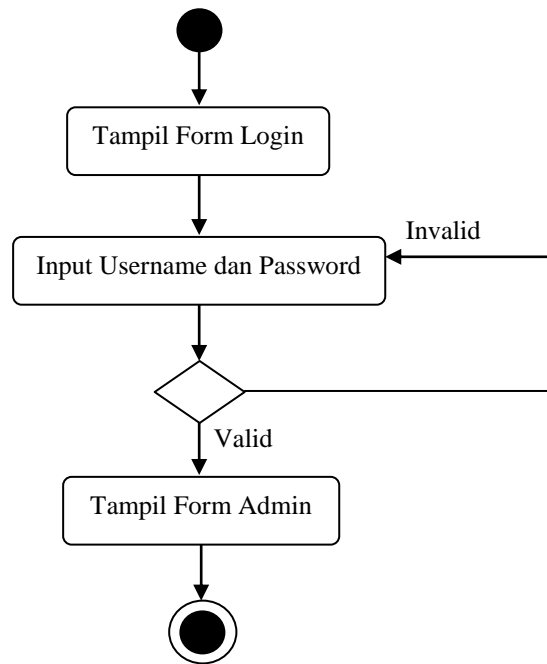 Tampil Form Login
Invalid
Input Username dan Password
Valid
Tampil Form Admin